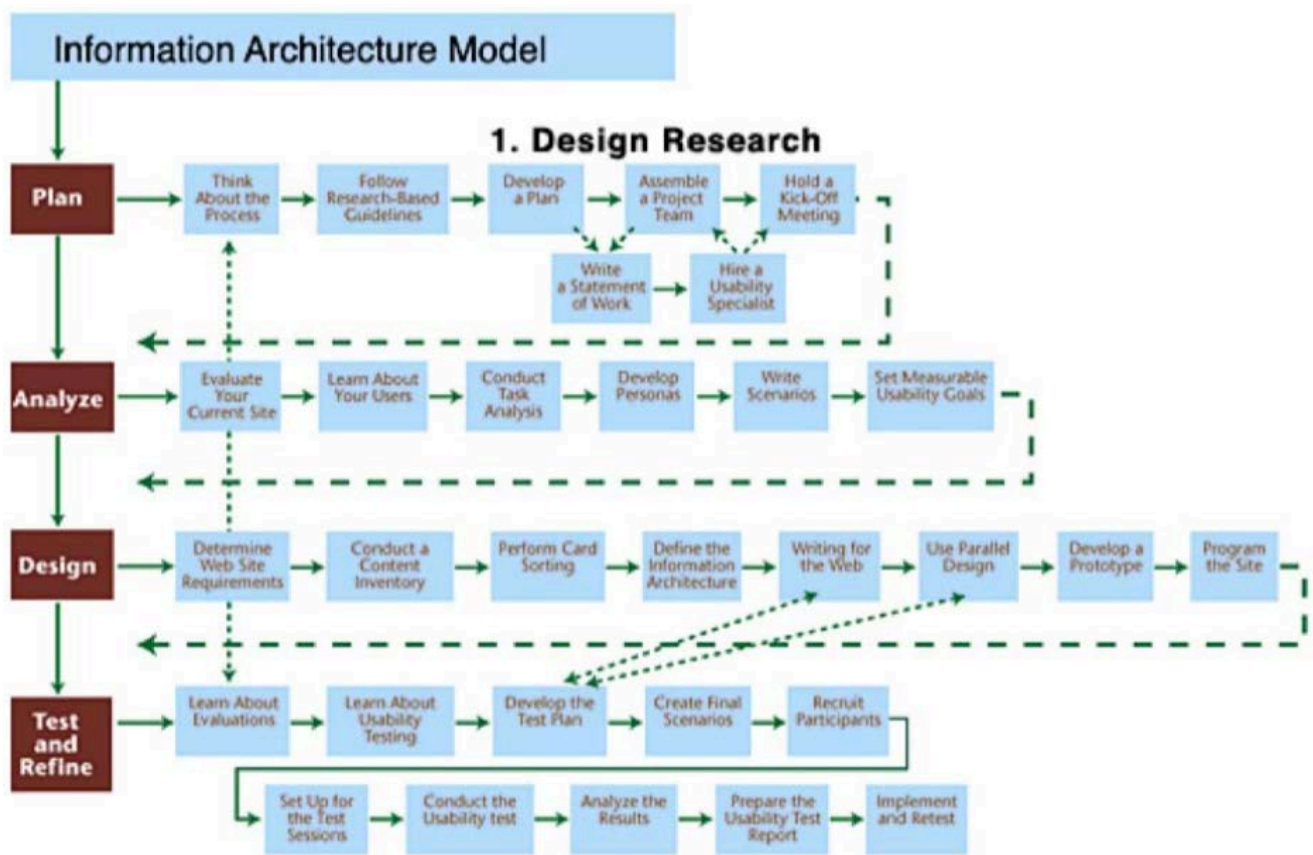 Information Architecture Model
1. Design Research
Plan
Think
About the
Process
Follow
Research-Based
Guidelines
Develop
a Plan
Assemble
a Project
Team
Hold a
Kick-Off
Meeting
Write
a Statement
of Work
Hire a
Usability
Specialist
Analyze
Evaluate
Your
Current Site
Learn About
Your Users
Conduct
Task
Analysis
Develop
Personas
Write
Scenarios
Set Measurable
Usability Goals
Design
Determine
Web Site
Requirements
Conduct a
Content
Inventory
Perform Card
Sorting
Define the
Information
Architecture
Writing for
the Web
Use Parallel
Design
Develop a
Prototype
Program
the Site
Test
and
Refine
Learn About
Evaluations
Learn About
Usability
Testing
Develop the
Test Plan
Create Final
Scenarios
Recruit
Participants
Set Up for
the Test
Sessions
Conduct the
Usability test
Analyze the
Results
Prepare the
Usability Test
Report
Implement
and Retest